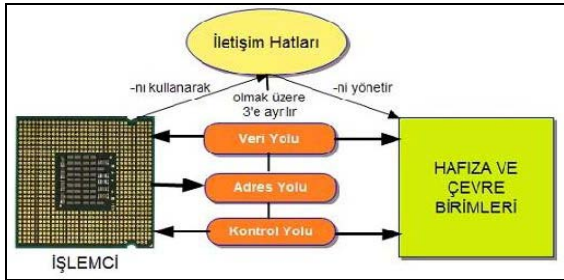 İletişim Hatları
-nı kullanarak
olmak üzere
3'e ayrlır
-ni yönetir
Veri Yolu
Adres Yolu
Kontrol Yolu
HAFIZA VE
ÇEVRE
BİRİMLERİ
İŞLEMCİ